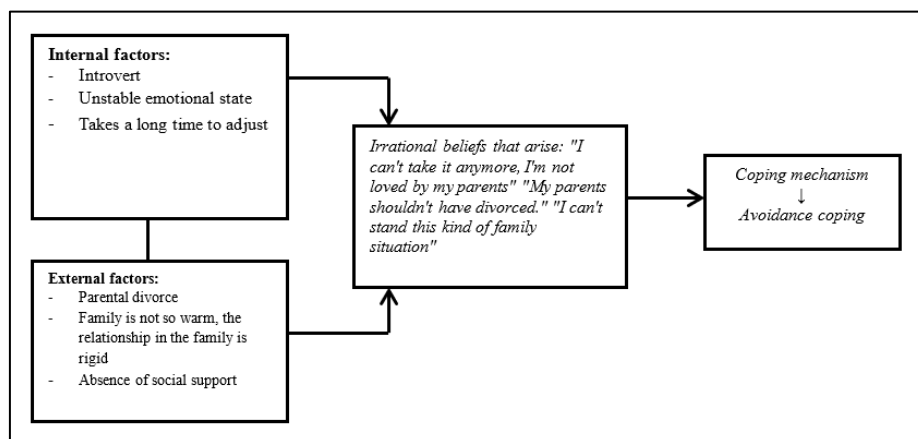 Internal factors:
- Introvert
- Unstable emotional state
- Takes a long time to adjust
External factors:
- Parental divorce
- Family is not so warm, the
relationship in the family is
rigid
- Absence of social support
Irrational beliefs that arise: "I
can't take it anymore, I'm not
loved by my parents" "My parents
shouldn't have divorced." "I can't
stand this kind of family
situation"
Coping mechanism
↓
Avoidance coping